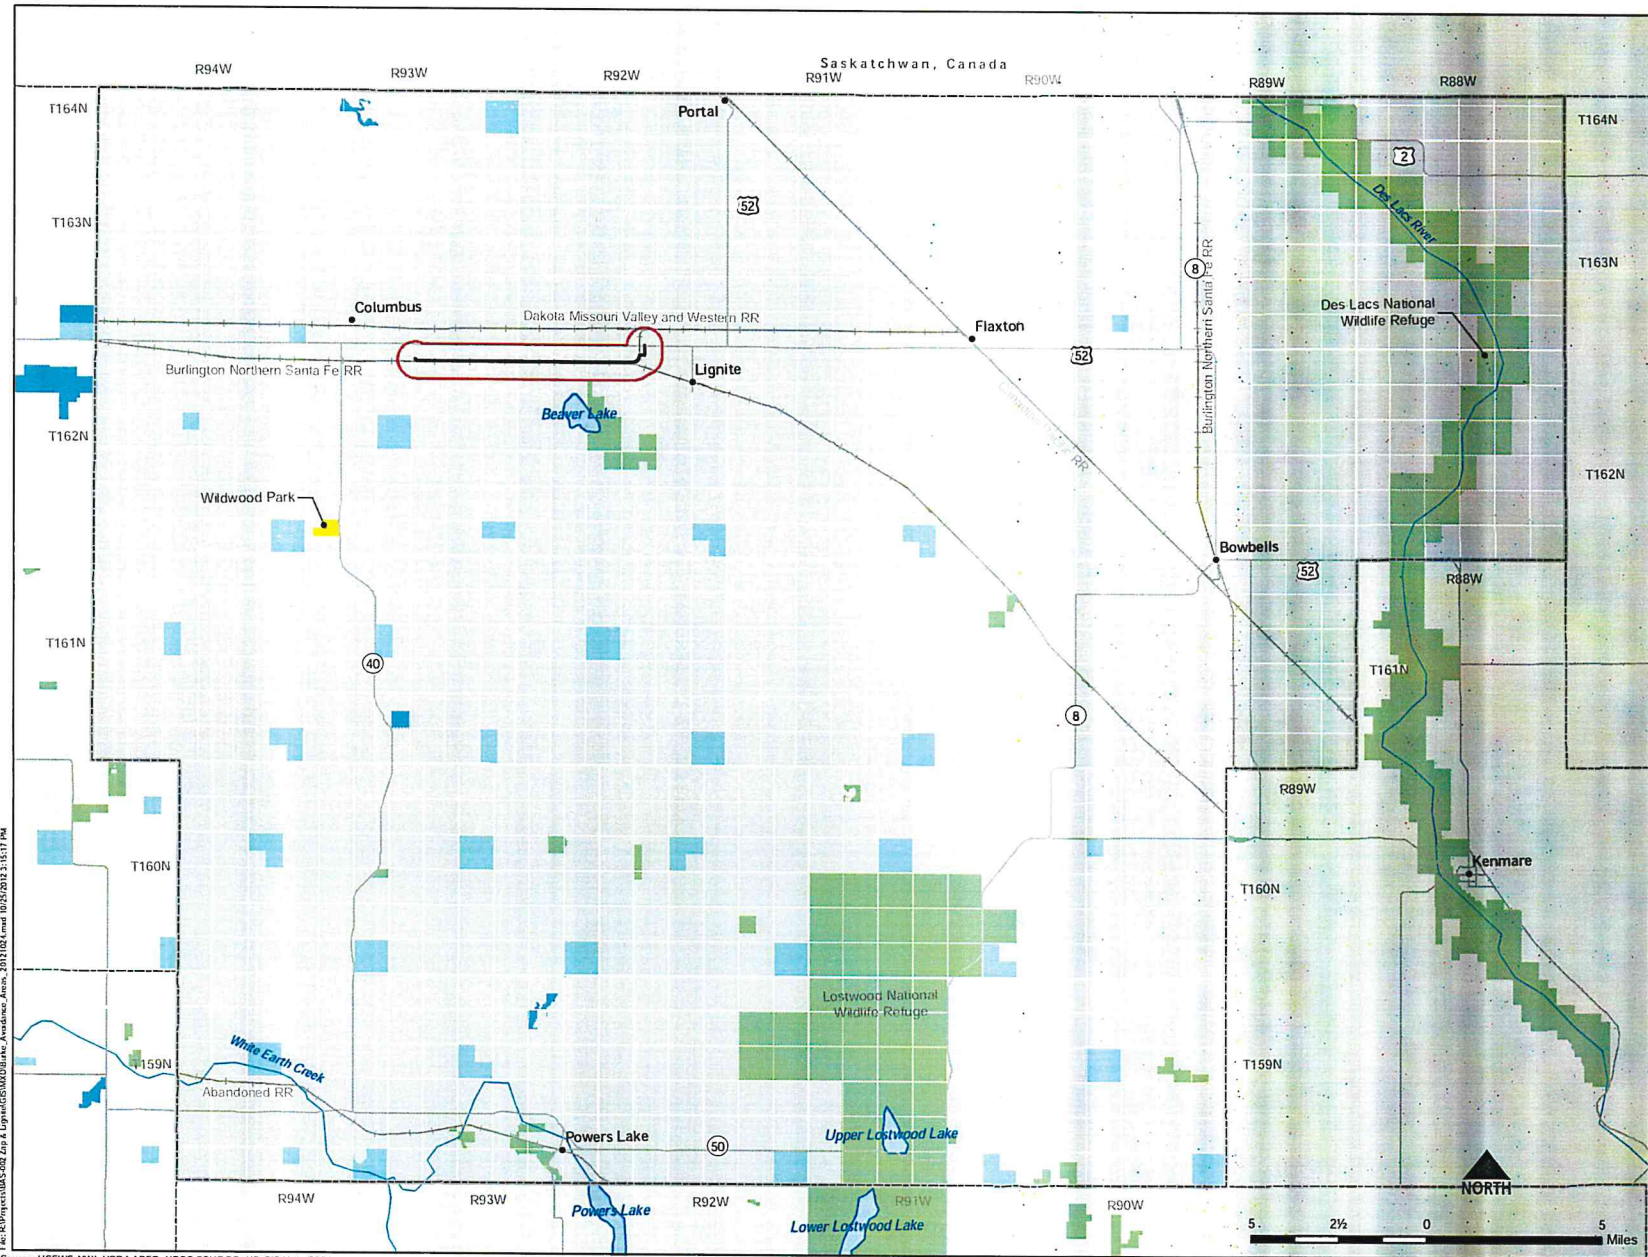 Saskatchwan, Canada
R94W
R93W
R92W
R91W
R90W
R89W
R88W
T164N
Portal
T164N
2
Des Lacs River
52
T163N
8
Burlington Northern Santa Fe RR
T163N
Columbus
Dakota Missouri Valley and Western RR
Flaxton
Des Lacs National
Wildlife Refuge
52
Burlington Northern Santa Fe RR
Lignite
Beaver Lake
T162N
RR
T162N
Wildwood Park
Bowbells
52
R88W
T161N
40
T161N
8
R89W
T160N
Kenmare
T160N
Lostwood National
Wildlife Refuge
White Earth Creek
T159N
T159N
Abandoned RR
Powers Lake
50
Upper Lostwood Lake
NORTH
R94W
R93W
R92W
R91W
R90W
Powers Lake
Lower Lostwood Lake
5
2½
0
5
Miles